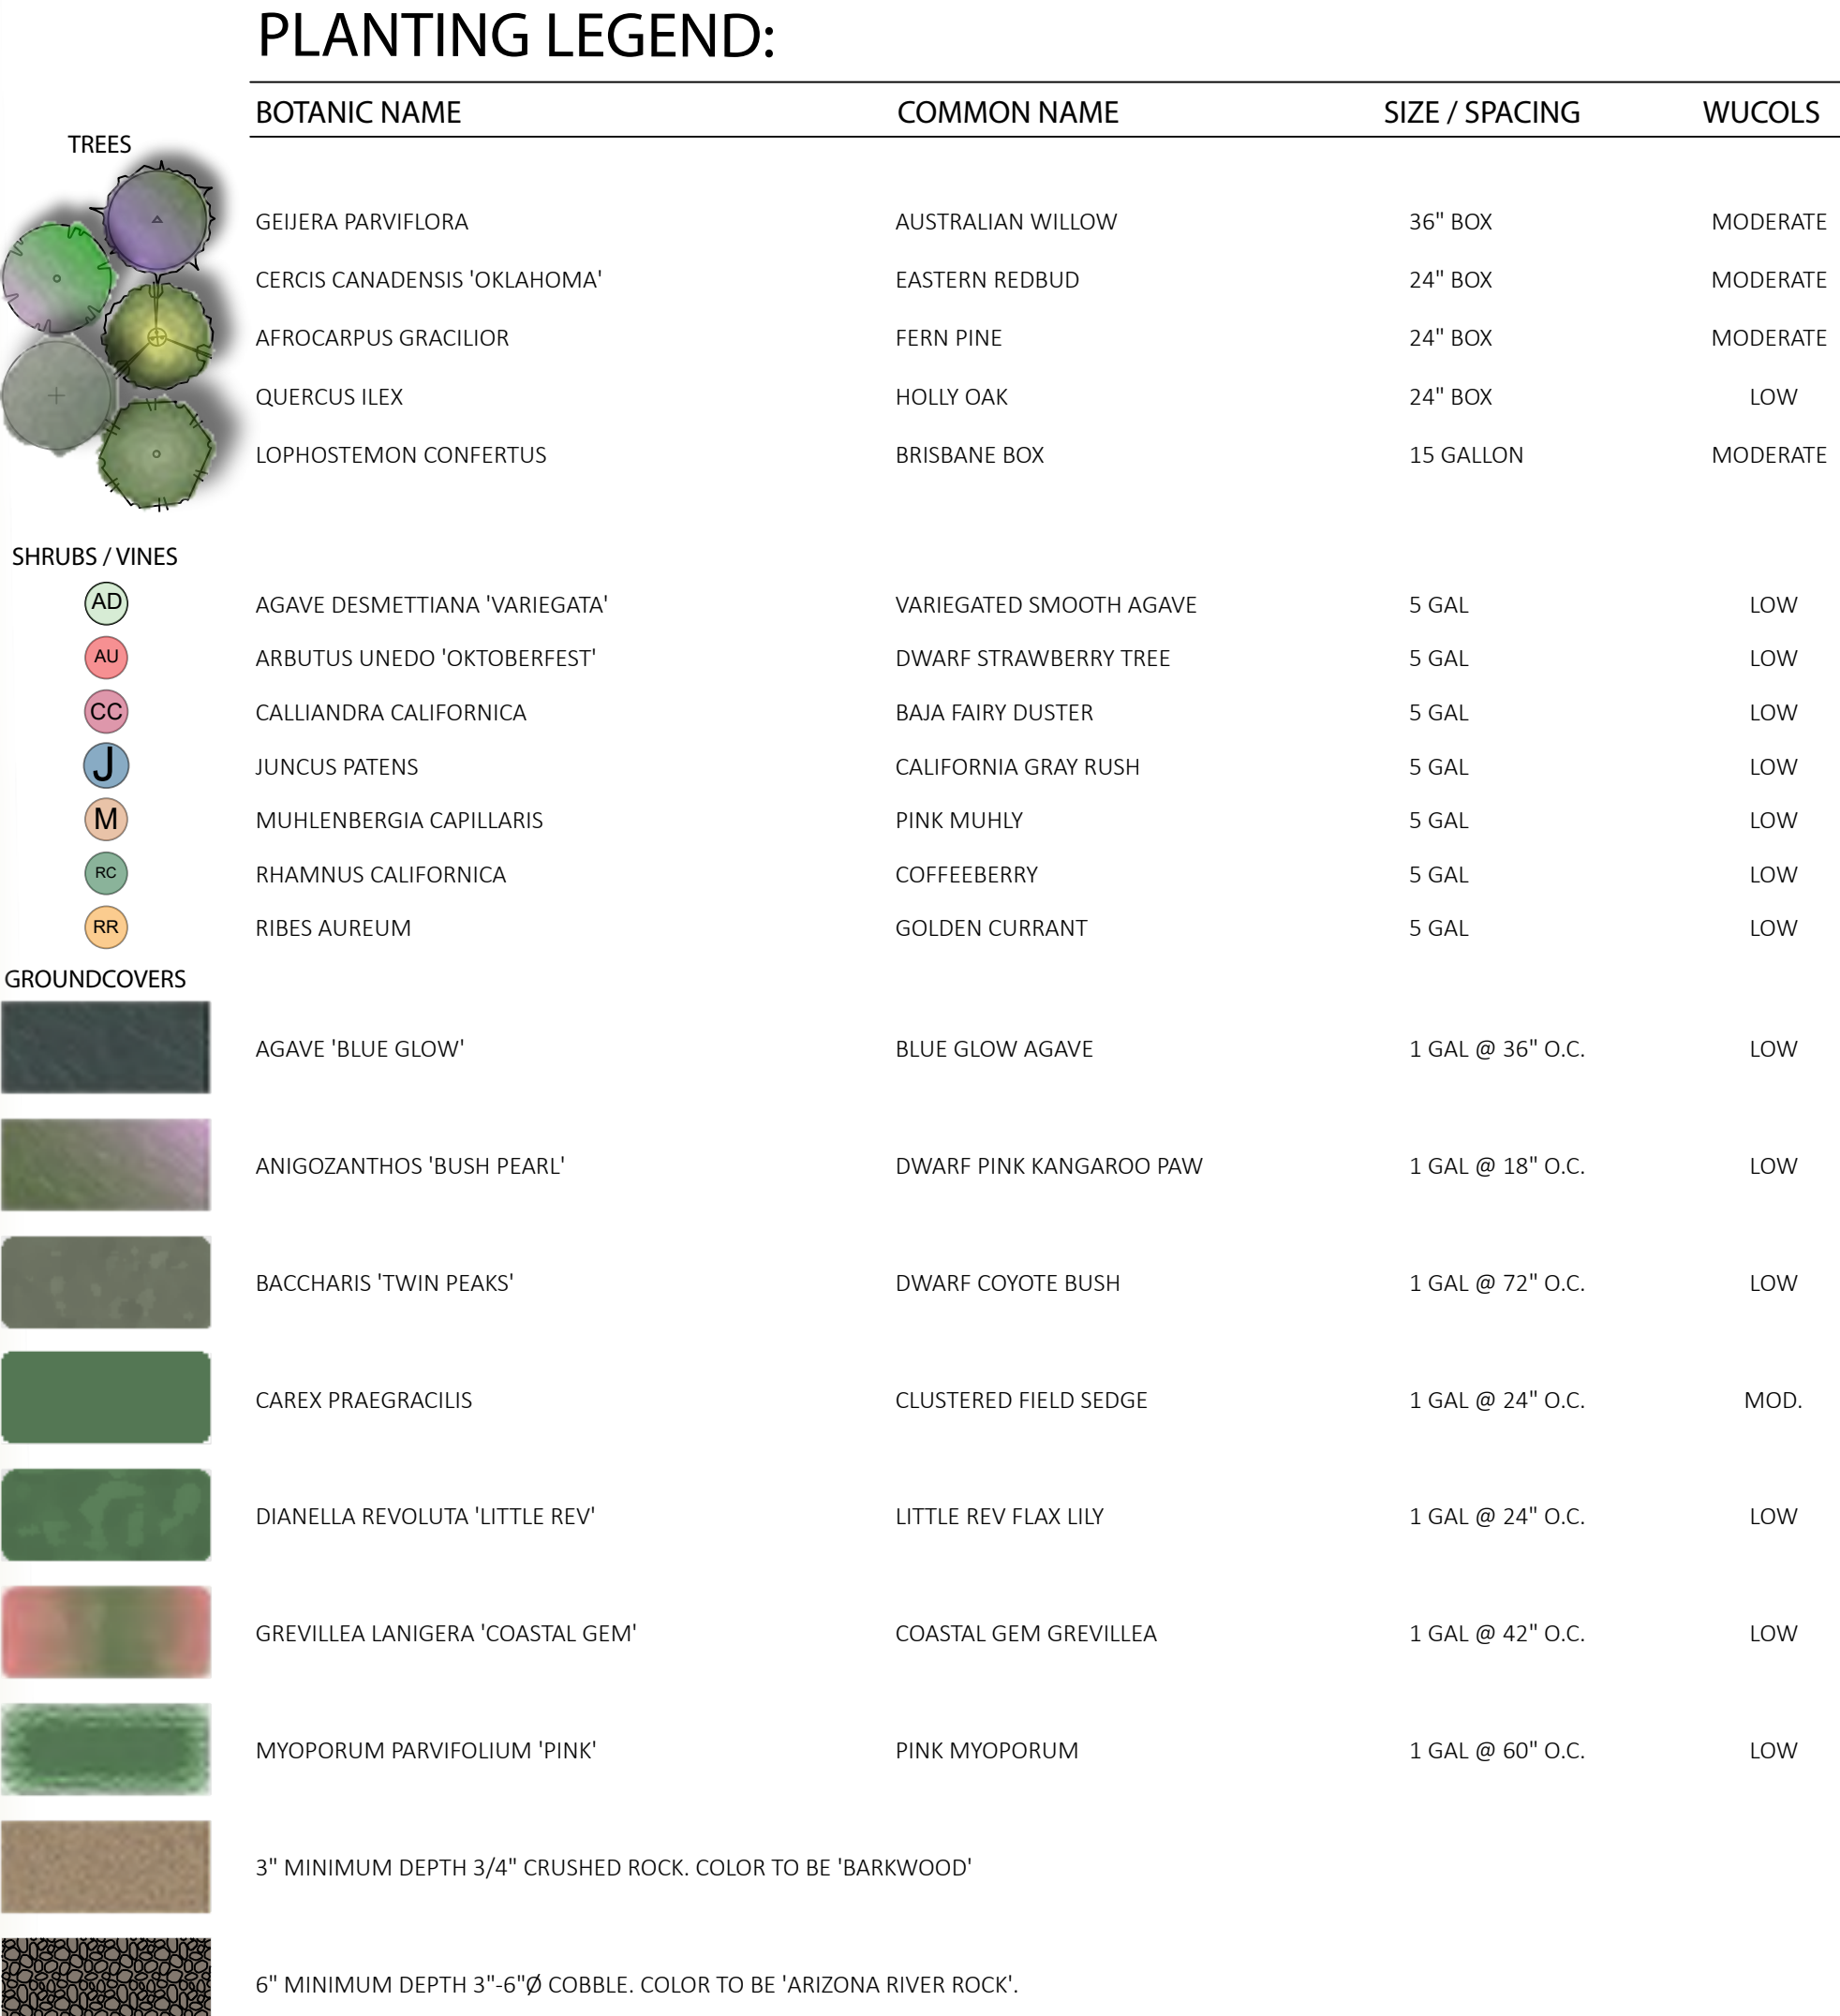 PLANTING LEGEND:
BOTANIC NAME COMMON NAME SIZE / SPACING WUCOLS
TREES
GEIJERA PARVIFLORA AUSTRALIAN WILLOW 36" BOX MODERATE
CERCIS CANADENSIS 'OKLAHOMA' EASTERN REDBUD 24" BOX MODERATE
AFROCARPUS GRACILIOR FERN PINE 24" BOX MODERATE
QUERCUS ILEX HOLLY OAK 24" BOX LOW
LOPHOSTEMON CONFERTUS BRISBANE BOX 15 GALLON MODERATE
SHRUBS / VINES
AD AGAVE DESMETTIANA 'VARIEGATA' VARIEGATED SMOOTH AGAVE 5 GAL LOW
AU ARBUTUS UNEDO 'OKTOBERFEST' DWARF STRAWBERRY TREE 5 GAL LOW
CC CALLIANDRA CALIFORNICA BAJA FAIRY DUSTER 5 GAL LOW
J JUNCUS PATENS CALIFORNIA GRAY RUSH 5 GAL LOW
M MUHLENBERGIA CAPILLARIS PINK MUHLY 5 GAL LOW
RC RHAMNUS CALIFORNICA COFFEEBERRY 5 GAL LOW
RR RIBES AUREUM GOLDEN CURRANT 5 GAL LOW
GROUNDCOVERS
AGAVE 'BLUE GLOW' BLUE GLOW AGAVE 1 GAL @ 36" O.C. LOW
ANIGOZANTHOS 'BUSH PEARL' DWARF PINK KANGAROO PAW 1 GAL @ 18" O.C. LOW
BACCHARIS 'TWIN PEAKS' DWARF COYOTE BUSH 1 GAL @ 72" O.C. LOW
CAREX PRAEGRACILIS CLUSTERED FIELD SEDGE 1 GAL @ 24" O.C. MOD.
DIANELLA REVOLUTA 'LITTLE REV' LITTLE REV FLAX LILY 1 GAL @ 24" O.C. LOW
GREVILLEA LANIGERA 'COASTAL GEM' COASTAL GEM GREVILLEA 1 GAL @ 42" O.C. LOW
MYOPORUM PARVIFOLIUM 'PINK' PINK MYOPORUM 1 GAL @ 60" O.C. LOW
3" MINIMUM DEPTH 3/4" CRUSHED ROCK. COLOR TO BE 'BARKWOOD'
6" MINIMUM DEPTH 3"-6"Ø COBBLE. COLOR TO BE 'ARIZONA RIVER ROCK'.